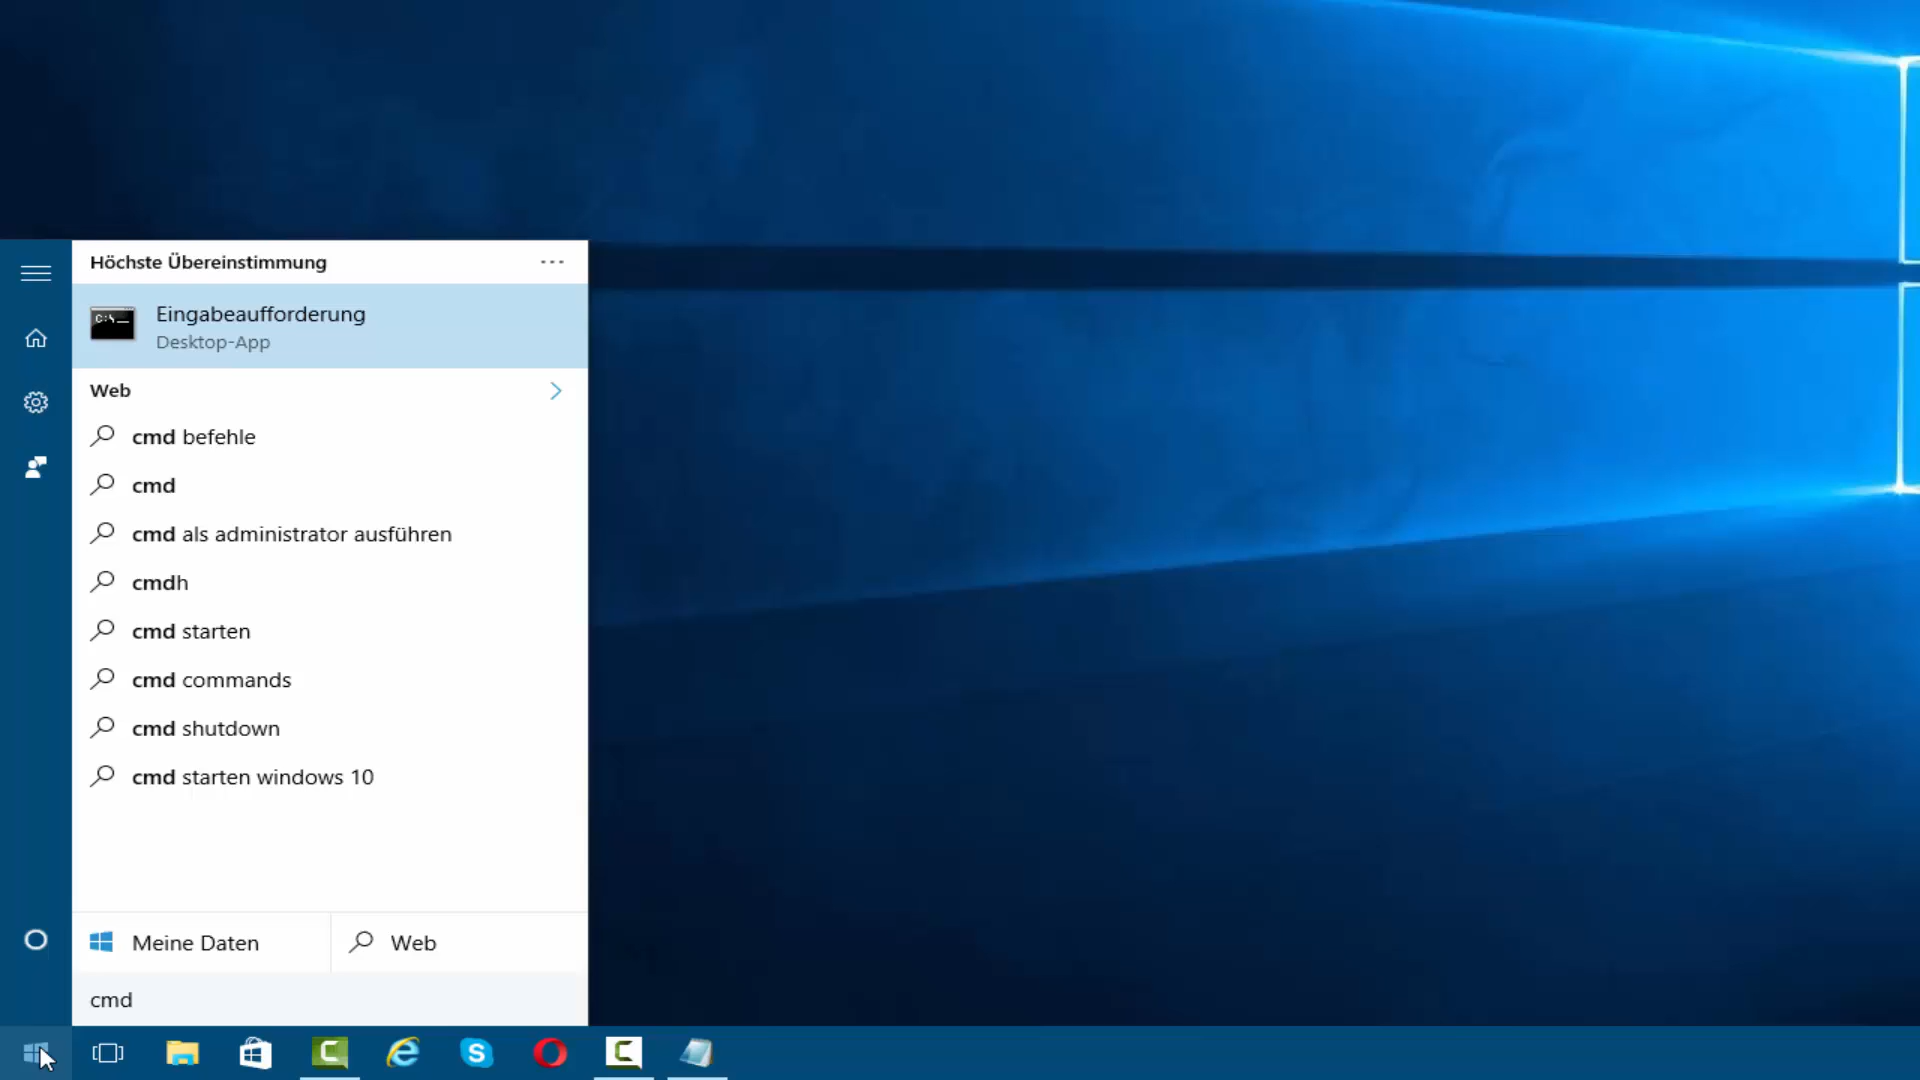 Höchste Übereinstimmung
Eingabeaufforderung
Desktop-App
Web
cmd befehle
cmd
cmd als administrator ausführen
cmdh
cmd starten
cmd commands
cmd shutdown
cmd starten windows 10
Meine Daten
Web
cmd